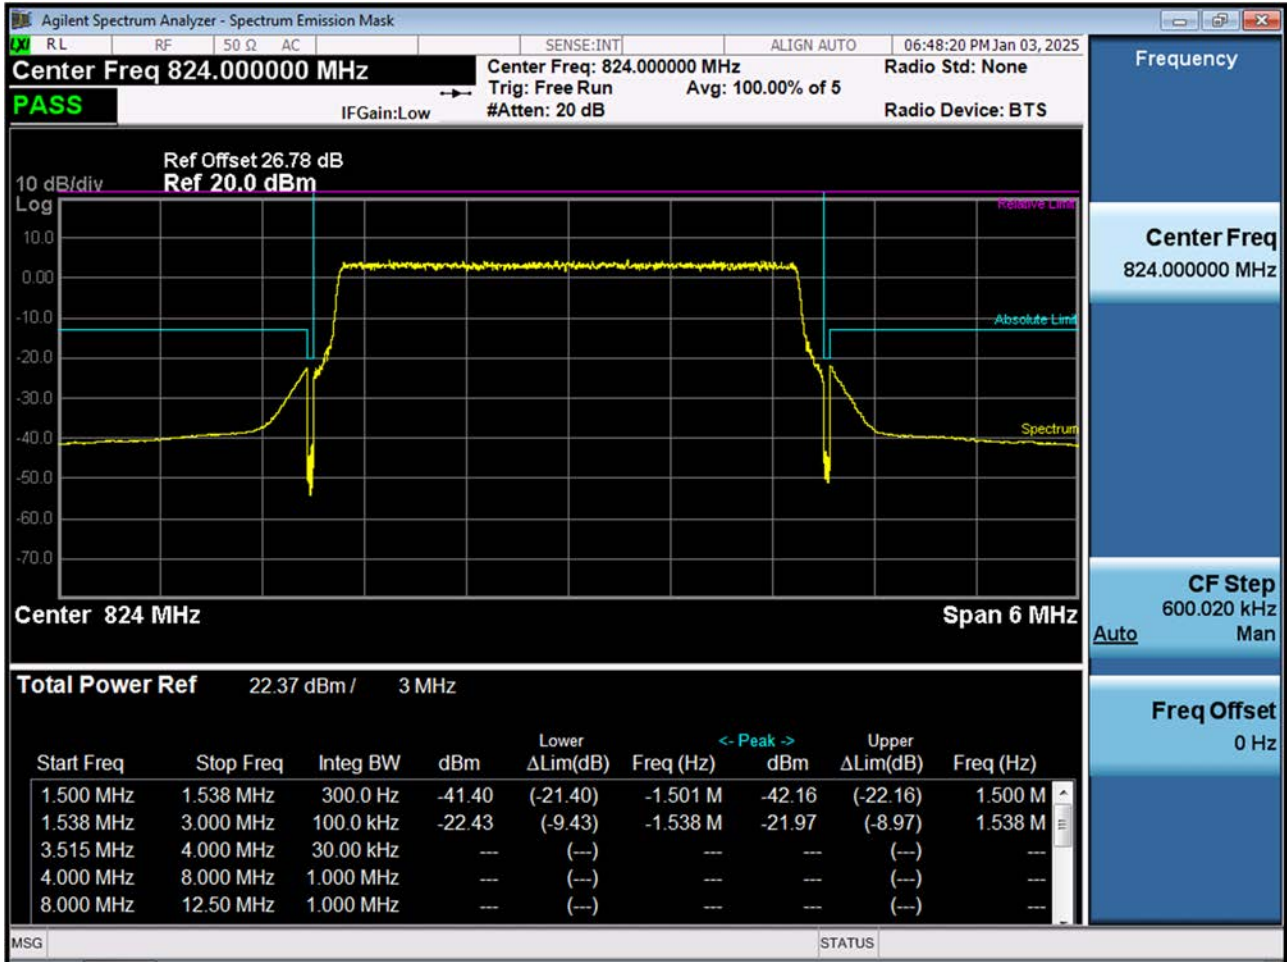 Agilent Spectrum Analyzer - Spectrum Emission Mask
LXI RL RF 50 Ω AC SENSE:INT ALIGN AUTO 06:48:20 PM Jan 03, 2025
Center Freq 824.000000 MHz
Center Freq: 824.000000 MHz Radio Std: None
PASS
Trig: Free Run Avg: 100.00% of 5
IFGain:Low #Atten: 20 dB Radio Device: BTS
Ref Offset 26.78 dB
10 dB/div Ref 20.0 dBm
Log
Relative Limit
10.0
0.00
-10.0
Absolute Limit
-20.0
-30.0
-40.0
Spectrum
-50.0
-60.0
-70.0
Center 824 MHz Span 6 MHz
Total Power Ref 22.37 dBm / 3 MHz
Lower <- Peak -> Upper
Start Freq Stop Freq Integ BW dBm ΔLim(dB) Freq (Hz) dBm ΔLim(dB) Freq (Hz)
1.500 MHz 1.538 MHz 300.0 Hz -41.40 (-21.40) -1.501 M -42.16 (-22.16) 1.500 M
1.538 MHz 3.000 MHz 100.0 kHz -22.43 (-9.43) -1.538 M -21.97 (-8.97) 1.538 M
3.515 MHz 4.000 MHz 30.00 kHz --- (---) --- --- (---) ---
4.000 MHz 8.000 MHz 1.000 MHz --- (---) --- --- (---) ---
8.000 MHz 12.50 MHz 1.000 MHz --- (---) --- --- (---) ---
MSG STATUS
Frequency
Center Freq
824.000000 MHz
CF Step
600.020 kHz
Auto Man
Freq Offset
0 Hz